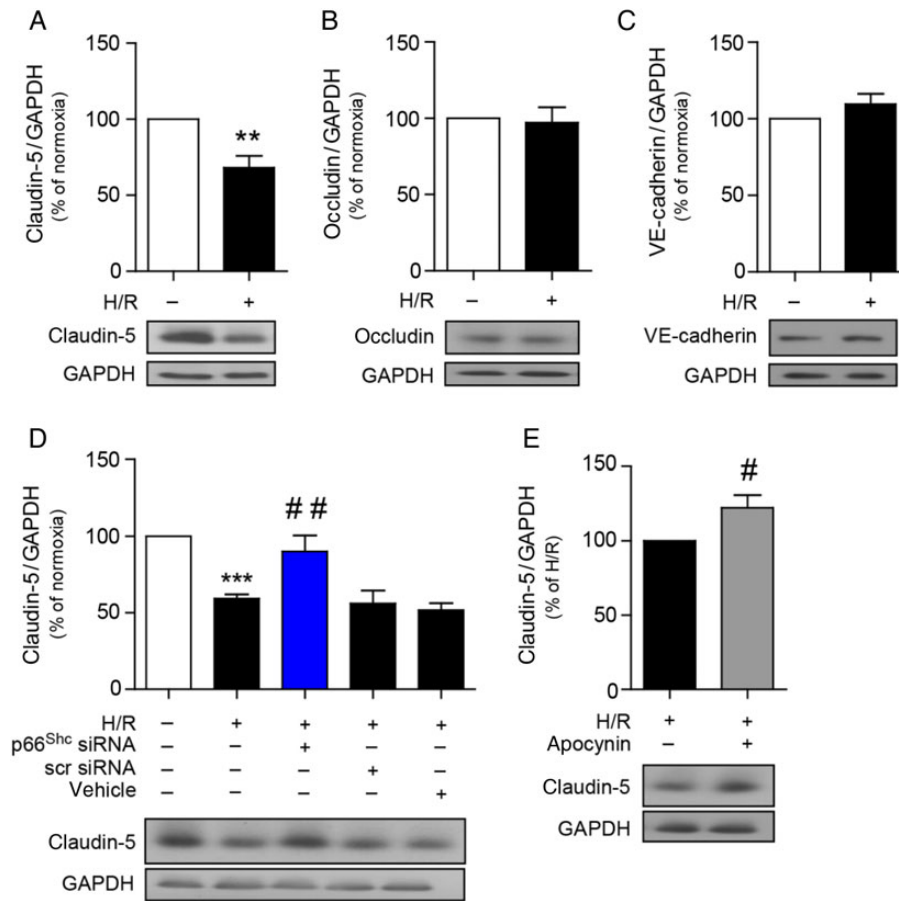 A
Claudin-5/GAPDH
(% of normoxia)
150
100
50
0
**
H/R
– +
Claudin-5
GAPDH
B
Occludin/GAPDH
(% of normoxia)
150
100
50
0
H/R
– +
Occludin
GAPDH
C
VE-cadherin/GAPDH
(% of normoxia)
150
100
50
0
H/R
– +
VE-cadherin
GAPDH
D
Claudin-5/GAPDH
(% of normoxia)
150
100
50
0
***
##
H/R – + + + +
p66Shc siRNA – – + – –
scr siRNA – – – + –
Vehicle – – – – +
Claudin-5
GAPDH
E
Claudin-5/GAPDH
(% of H/R)
150
100
50
0
#
H/R + +
Apocynin – +
Claudin-5
GAPDH